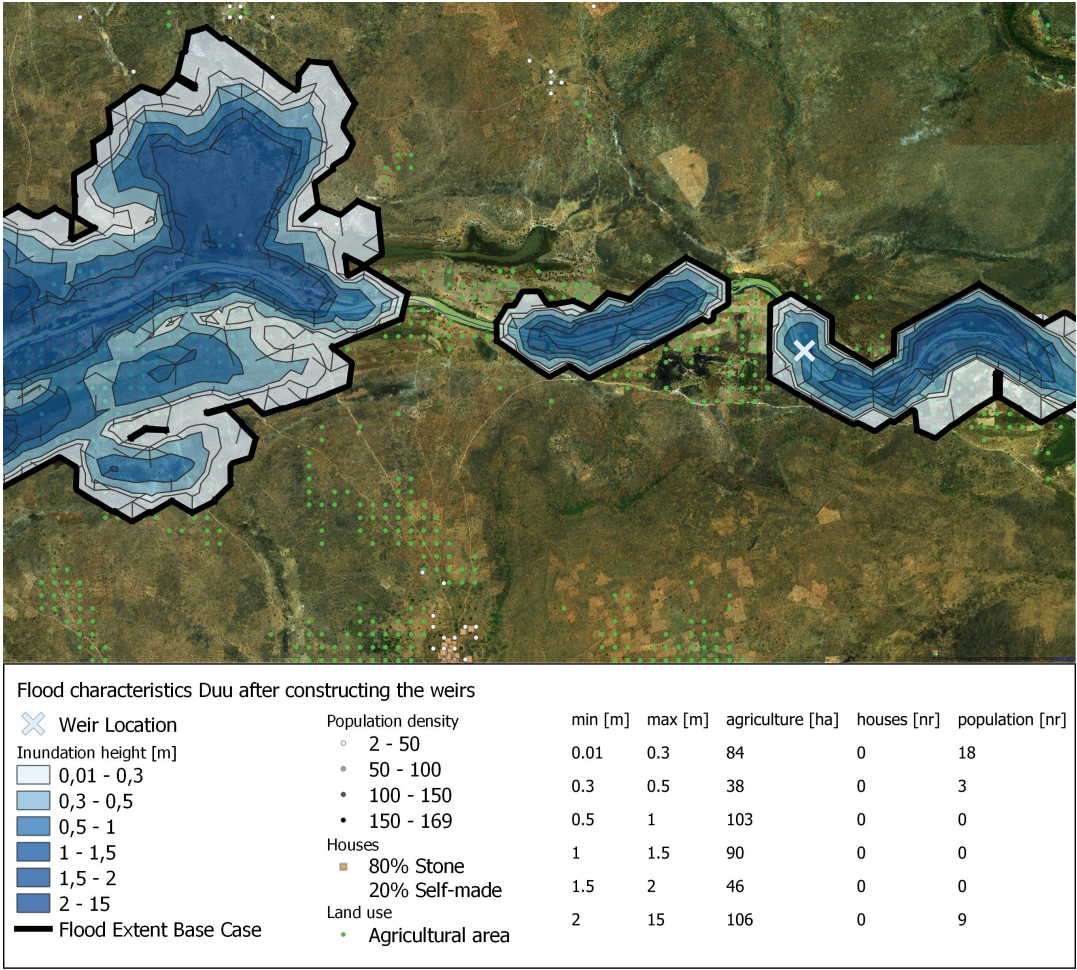 Flood characteristics Duu after constructing the weirs
Weir Location
Inundation height [m]
0,01 - 0,3
0,3 - 0,5
0,5 - 1
1 - 1,5
1,5 - 2
2 - 15
Flood Extent Base Case
Population density
2 - 50
50 - 100
100 - 150
150 - 169
Houses
80% Stone
20% Self-made
Land use
Agricultural area
min [m] max [m] agriculture [ha] houses [nr] population [nr]
0.01 0.3 84 0 18
0.3 0.5 38 0 3
0.5 1 103 0 0
1 1.5 90 0 0
1.5 2 46 0 0
2 15 106 0 9